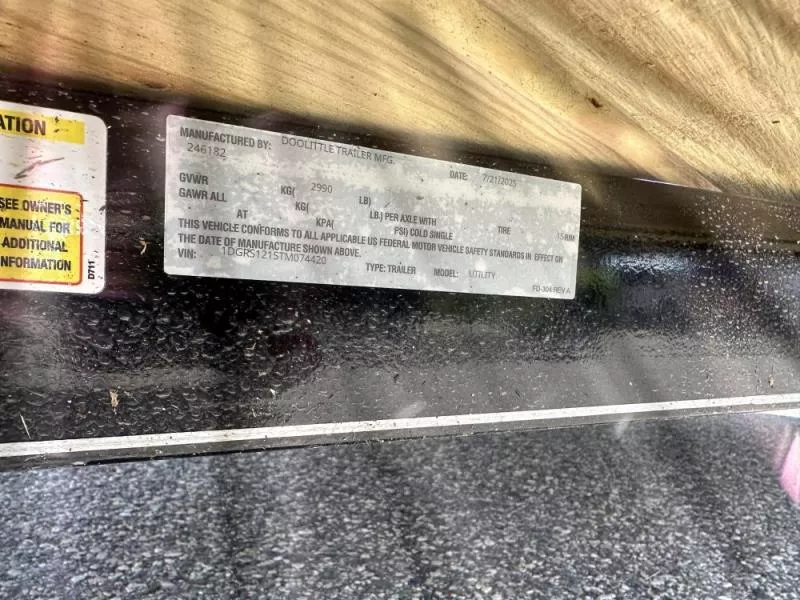 ATION
SEE OWNER'S
MANUAL FOR
ADDITIONAL
INFORMATION
D711
MANUFACTURED BY: DOOLITTLE TRAILER MFG. DATE: 7/21/2025
246182
GVWR KG( 2990 LB)
GAWR ALL KG( LB) PER AXLE WITH TIRE 15 RIM
AT KPA( PSI) COLD SINGLE
THIS VEHICLE CONFORMS TO ALL APPLICABLE US FEDERAL MOTOR VEHICLE SAFETY STANDARDS IN EFFECT ON
THE DATE OF MANUFACTURE SHOWN ABOVE.
VIN: 1DGRS1215TM074420 TYPE: TRAILER MODEL: UTILITY
FD-304 REV A